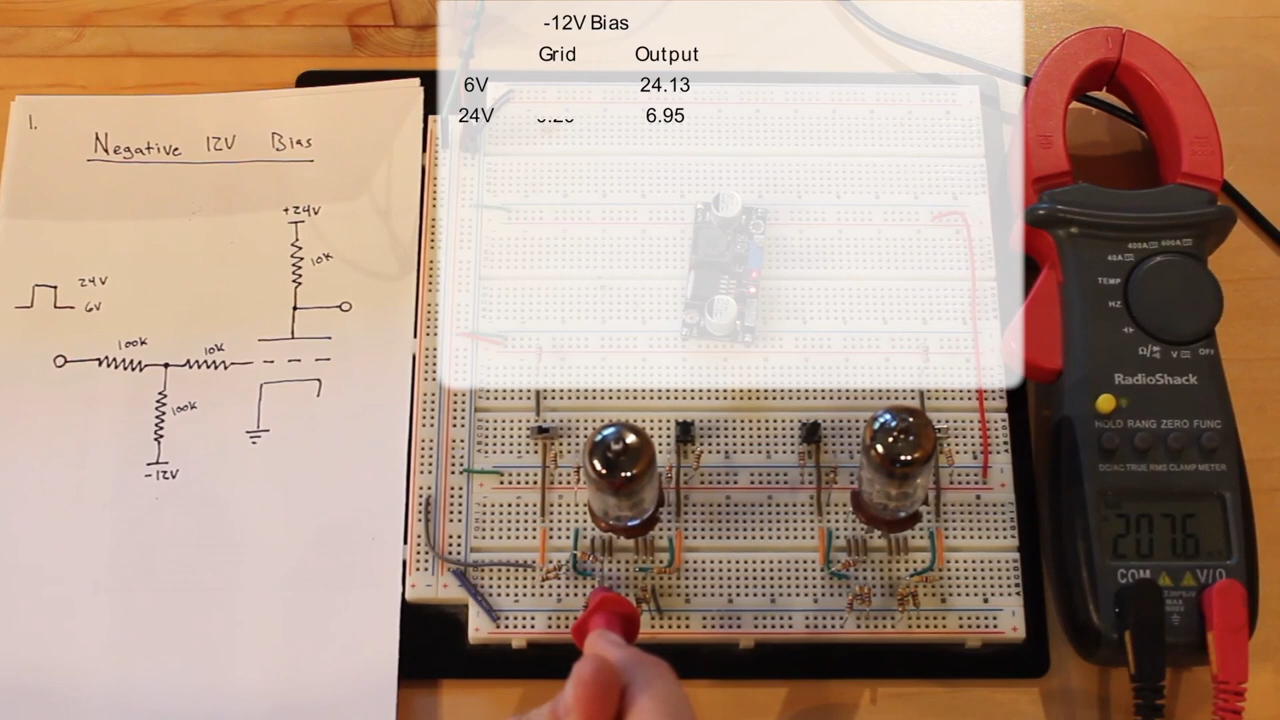 -12V Bias
Grid Output
6V 24.13
24V 6.95
1.
Negative 12V Bias
+24V
10K
24V
6V
100K
10K
100K
-12V
400A 600A
40A
TEMP
HZ
Ω V OFF
RadioShack
HOLD RANG ZERO FUNC
DC/AC TRUE RMS CLAMP METER
207.6
COM V/Ω
MAX